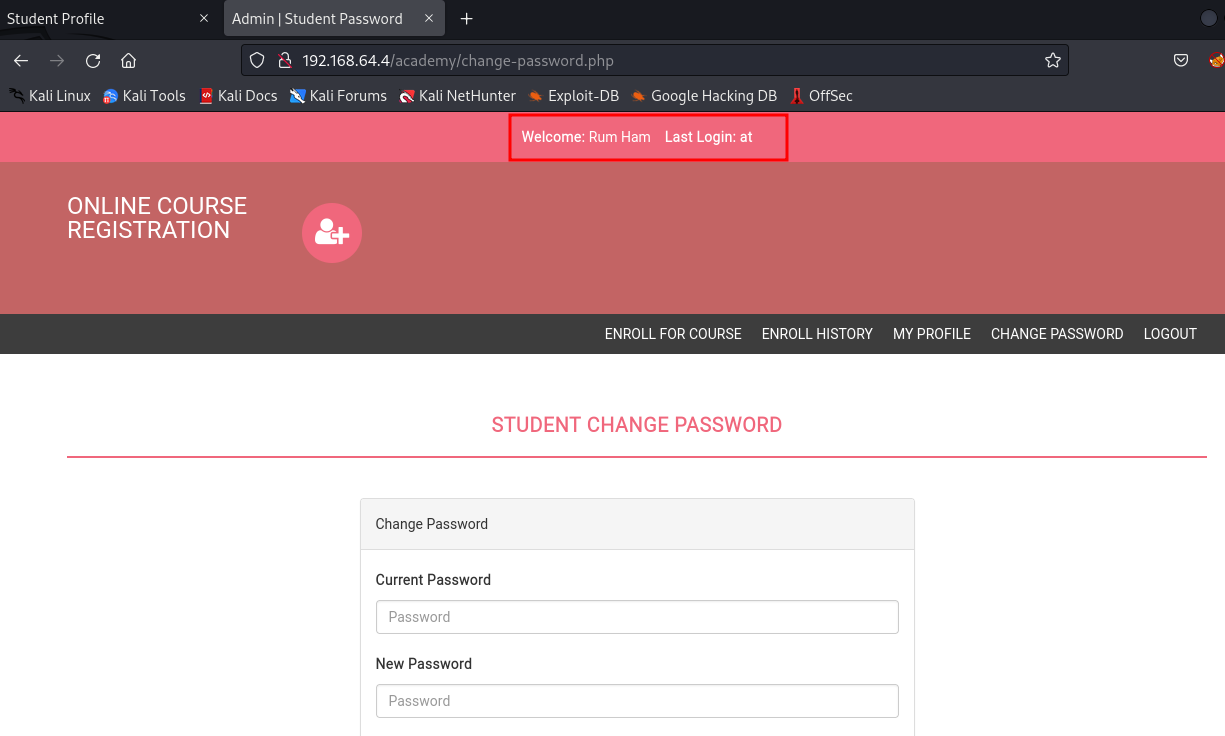 Student Profile
Admin | Student Password
192.168.64.4/academy/change-password.php
Kali Linux Kali Tools Kali Docs Kali Forums Kali NetHunter Exploit-DB Google Hacking DB OffSec
Welcome: Rum Ham Last Login: at
ONLINE COURSE
REGISTRATION
ENROLL FOR COURSE ENROLL HISTORY MY PROFILE CHANGE PASSWORD LOGOUT
STUDENT CHANGE PASSWORD
Change Password
Current Password
Password
New Password
Password